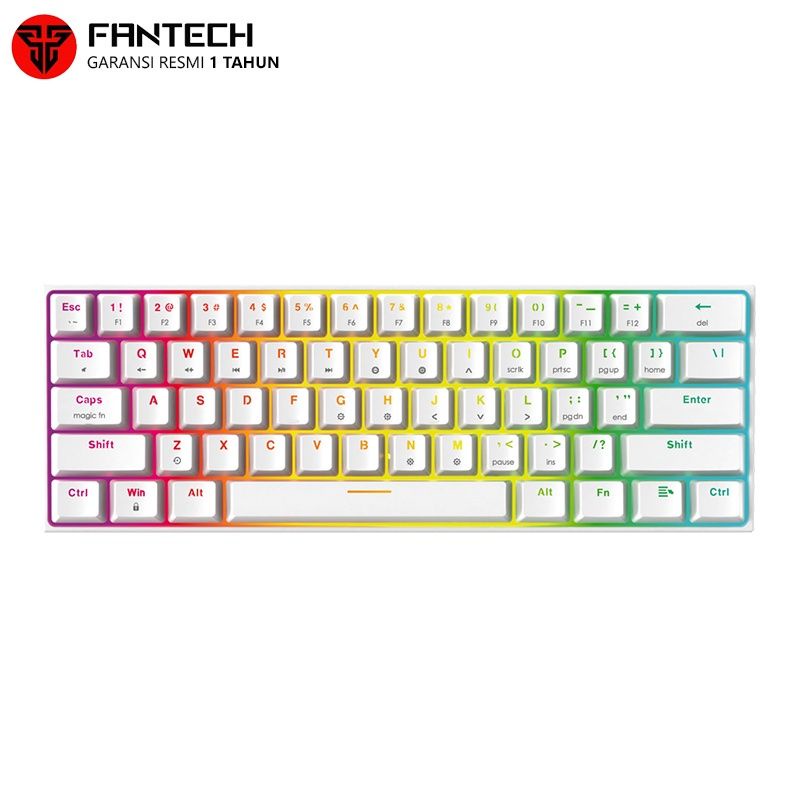 FANTECH
GARANSI RESMI 1 TAHUN
Esc 1! 2@ 3# 4$ 5% 6^ 7& 8* 9( 0) -_ =+ ←
`~ F1 F2 F3 F4 F5 F6 F7 F8 F9 F10 F11 F12 del
Tab Q W E R T Y U I O P [{ ]} \|
scrlk prtsc pgup home
Caps A S D F G H J K L ;: '" Enter
magic fn pgdn end
Shift Z X C V B N M ,< .> /? Shift
pause ins
Ctrl Win Alt Alt Fn Ctrl